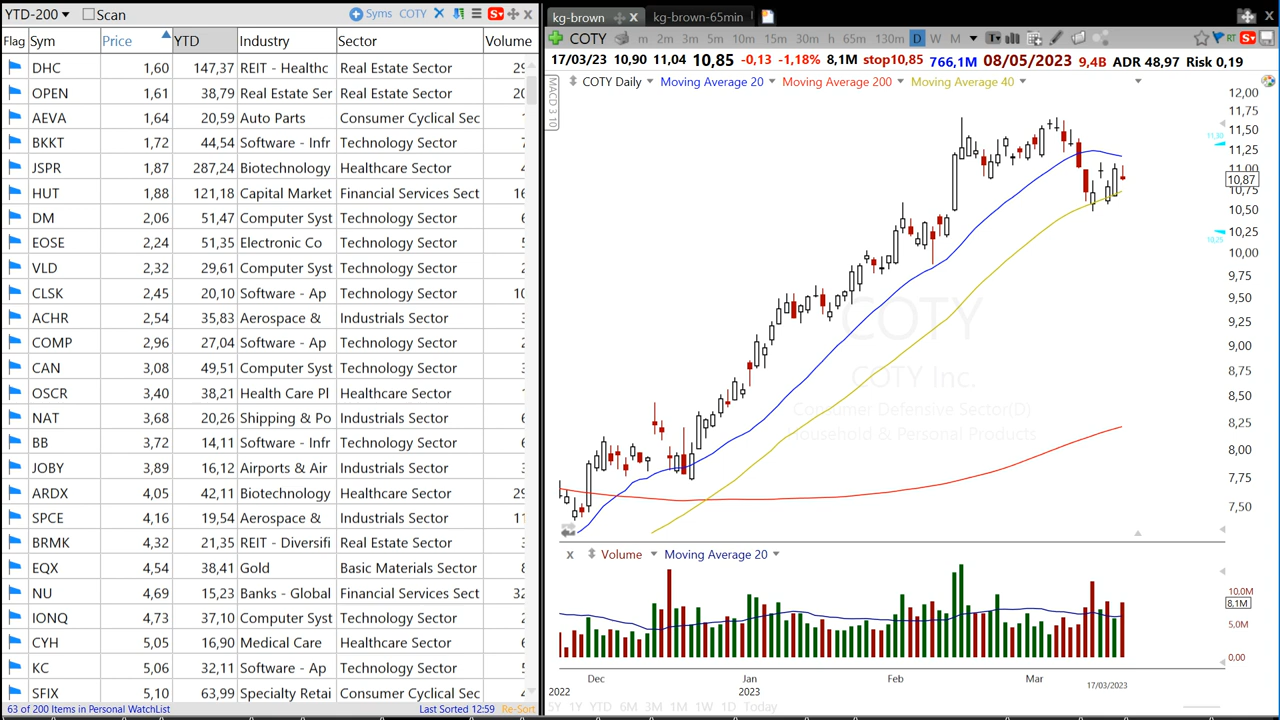 YTD-200 Scan Syms COTY
Flag Sym Price YTD Industry Sector Volume
DHC 1,60 147,37 REIT - Healthc Real Estate Sector
OPEN 1,61 38,79 Real Estate Ser Real Estate Sector 20
AEVA 1,64 20,59 Auto Parts Consumer Cyclical Sec
BKKT 1,72 44,54 Software - Infr Technology Sector
JSPR 1,87 287,24 Biotechnology Healthcare Sector
HUT 1,88 121,18 Capital Market Financial Services Sect 16
DM 2,06 51,47 Computer Syst Technology Sector
EOSE 2,24 51,35 Electronic Co Technology Sector
VLD 2,32 29,61 Computer Syst Technology Sector
CLSK 2,45 20,10 Software - Ap Technology Sector 10
ACHR 2,54 35,83 Aerospace & Industrials Sector
COMP 2,96 27,04 Software - Ap Technology Sector
CAN 3,08 49,51 Computer Syst Technology Sector
OSCR 3,40 38,21 Health Care Pl Healthcare Sector
NAT 3,68 20,26 Shipping & Po Industrials Sector
BB 3,72 14,11 Software - Infr Technology Sector
JOBY 3,89 16,12 Airports & Air Industrials Sector
ARDX 4,05 42,11 Biotechnology Healthcare Sector 29
SPCE 4,16 19,54 Aerospace & Industrials Sector 11
BRMK 4,32 21,35 REIT - Diversifi Real Estate Sector
EQX 4,54 38,41 Gold Basic Materials Sector
NU 4,69 15,23 Banks - Global Financial Services Sect 32
IONQ 4,73 37,10 Computer Syst Technology Sector
CYH 5,05 16,90 Medical Care Healthcare Sector
KC 5,06 32,11 Software - Ap Technology Sector
SFIX 5,10 63,99 Specialty Retai Consumer Cyclical Sec
63 of 200 Items in Personal WatchList Last Sorted 12:59 Re-Sort
kg-brown kg-brown-65min
COTY m 2m 3m 5m 10m 15m 30m h 65m 130m D W M
RT
17/03/23 10,90 11,04 10,85 -0,13 -1,18% 8,1M stop10,85 766,1M 08/05/2023 9,4B ADR 48,97 Risk 0,19
MACD 3 10
COTY Daily Moving Average 20 Moving Average 200 Moving Average 40
12,00
11,75
11,50
11,30
11,25
11,00
10,87
10,75
10,50
10,25
10,25
10,00
9,75
9,50
9,25
9,00
8,75
8,50
8,25
8,00
7,75
7,50
COTY
COTY Inc.
Consumer Defensive Sector(D)
Household & Personal Products
Volume Moving Average 20
10.0M
8,1M
5.0M
0.00
Dec Jan Feb Mar 17/03/2023
2022 2023
5Y 1Y YTD 6M 3M 1M 1W 1D Today